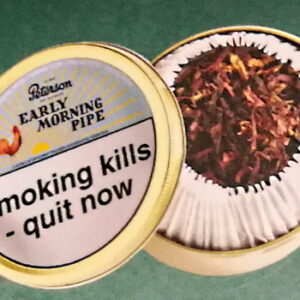 Peterson
EARLY
MORNING
PIPE
moking kills
- quit now